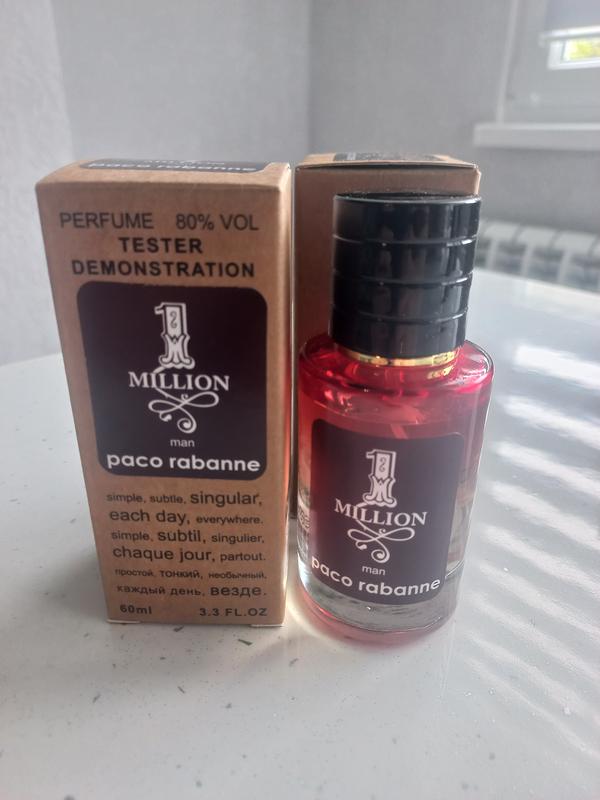 paco rabanne
PERFUME 80% VOL
TESTER
DEMONSTRATION
1
MILLION
man
paco rabanne
simple, subtle, singular,
each day, everywhere.
simple, subtil, singulier,
chaque jour, partout.
простой, тонкий, необычный,
каждый день, везде.
60ml 3.3 FL.OZ
1
MILLION
man
paco rabanne